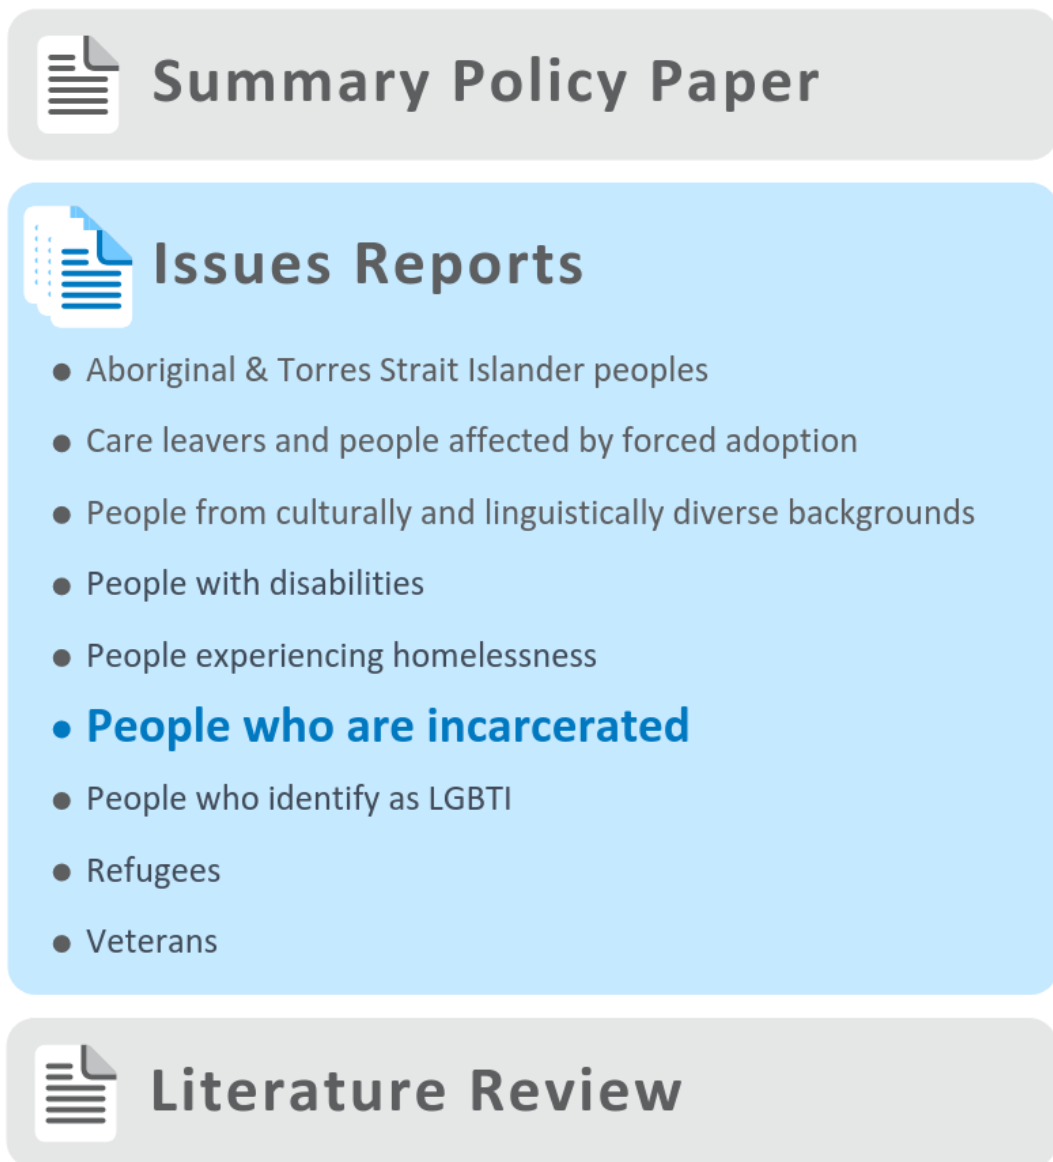 Summary Policy Paper
Issues Reports
• Aboriginal & Torres Strait Islander peoples
• Care leavers and people affected by forced adoption
• People from culturally and linguistically diverse backgrounds
• People with disabilities
• People experiencing homelessness
• People who are incarcerated
• People who identify as LGBTI
• Refugees
• Veterans
Literature Review